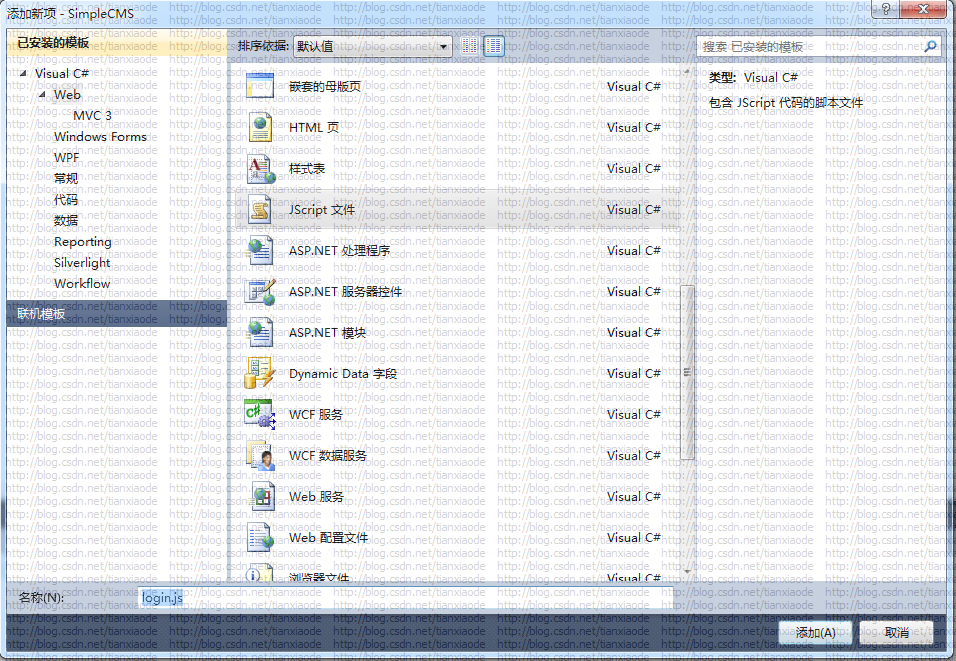 添加新项 - SimpleCMS
已安装的模板
排序依据: 默认值
搜索 已安装的模板
Visual C#
Web
MVC 3
Windows Forms
WPF
常规
代码
数据
Reporting
Silverlight
Workflow
联机模板
嵌套的母版页 Visual C#
HTML 页 Visual C#
样式表 Visual C#
JScript 文件 Visual C#
ASP.NET 处理程序 Visual C#
ASP.NET 服务器控件 Visual C#
ASP.NET 模块 Visual C#
Dynamic Data 字段 Visual C#
WCF 服务 Visual C#
WCF 数据服务 Visual C#
Web 服务 Visual C#
Web 配置文件 Visual C#
浏览器文件 Visual C#
类型: Visual C#
包含 JScript 代码的脚本文件
名称(N): login.js
添加(A) 取消
http://blog.csdn.net/tianxiaode